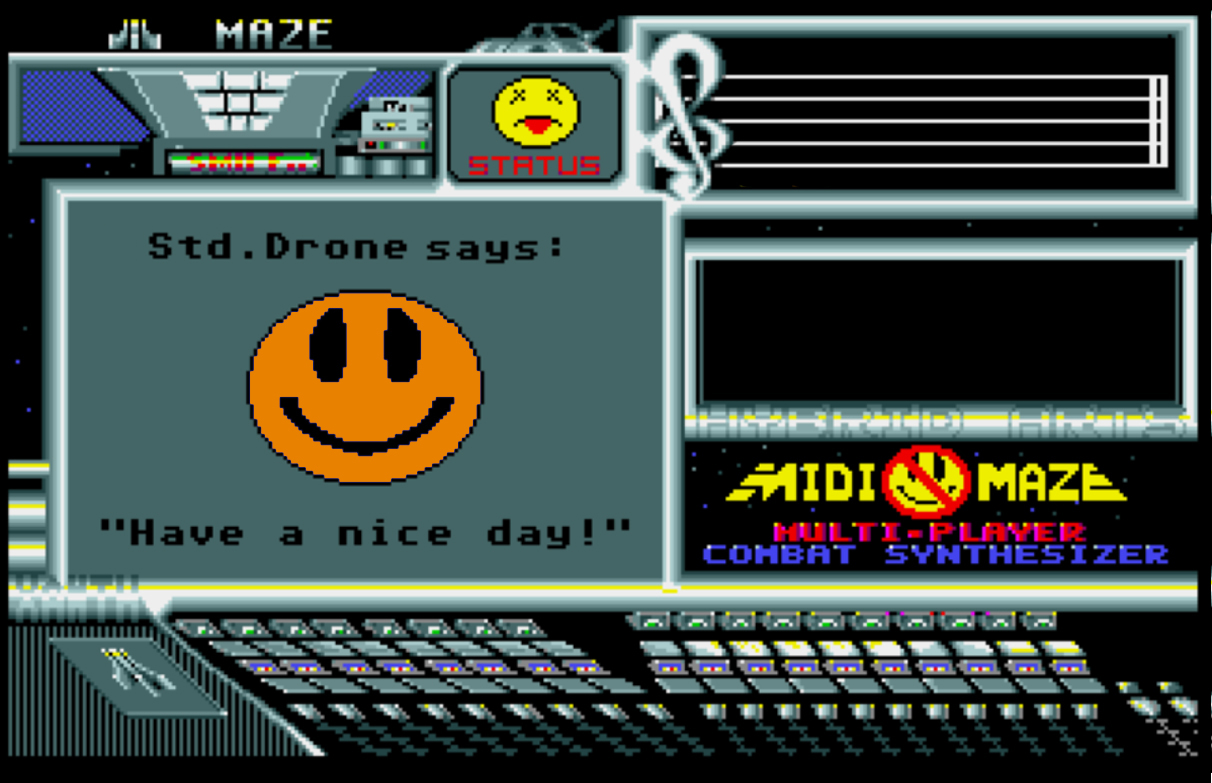 MAZE
STATUS
Std.Drone says:
"Have a nice day!"
MIDI MAZE
MULTI-PLAYER
COMBAT SYNTHESIZER